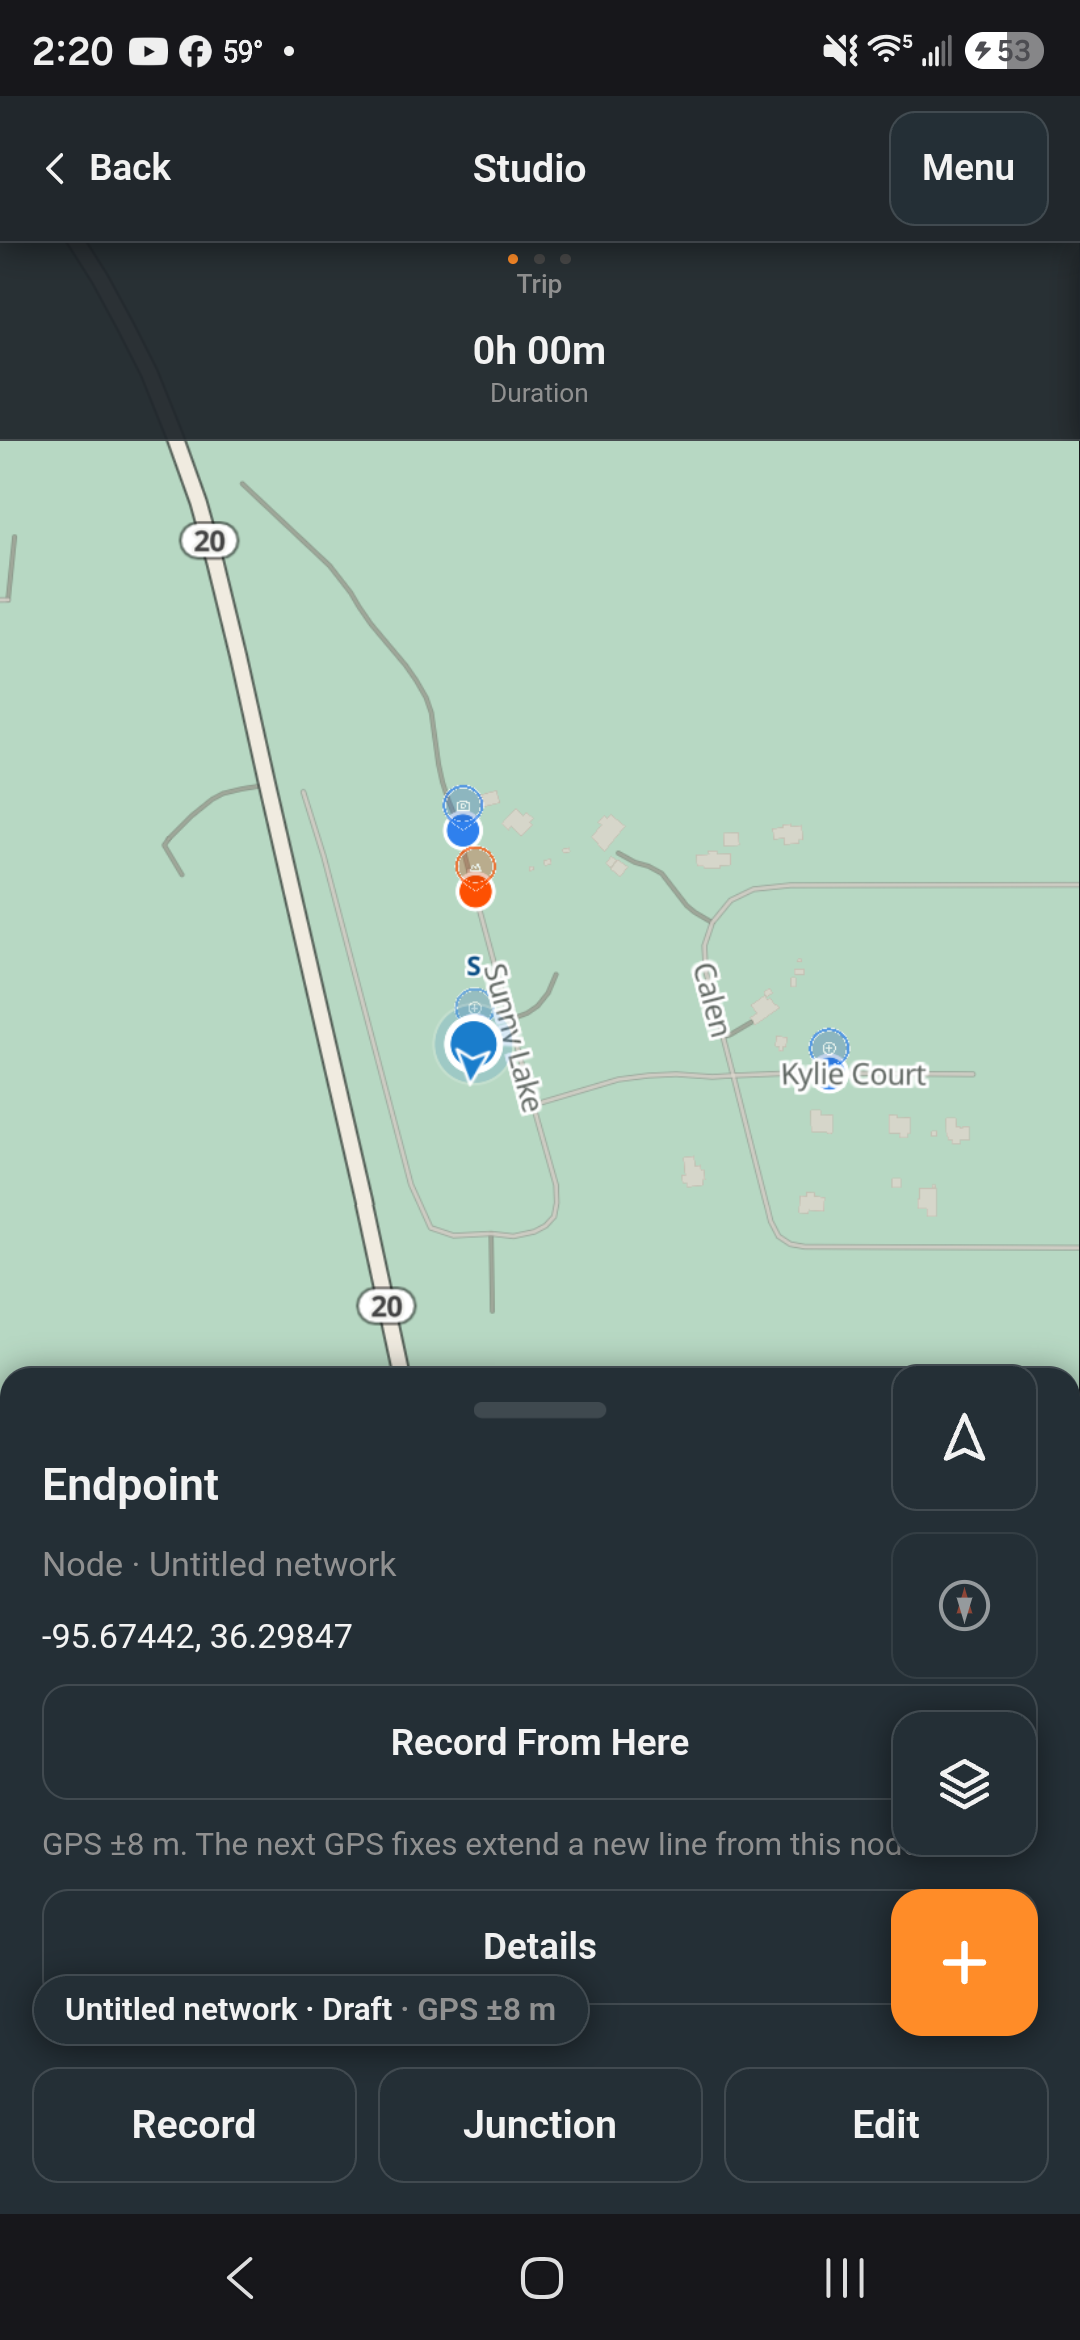 2:20 59° 5 53
Back Studio Menu
Trip
0h 00m
Duration
20
S
Sunny Lake
Calen
Kylie Court
20
Endpoint
Node · Untitled network
-95.67442, 36.29847
Record From Here
GPS ±8 m. The next GPS fixes extend a new line from this nod
Details
Untitled network · Draft · GPS ±8 m
Record Junction Edit